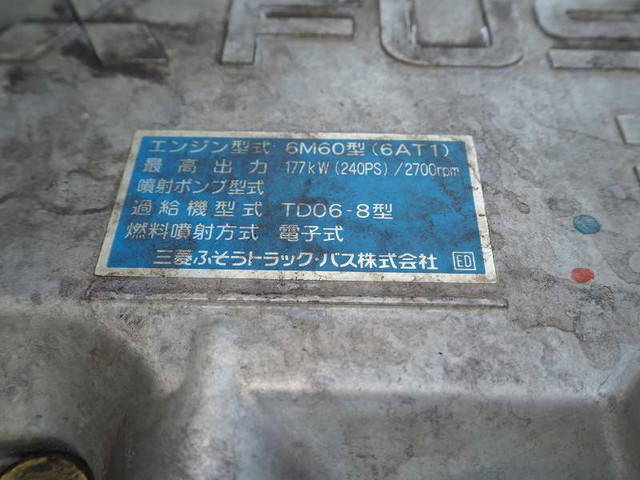 FUS
エンジン型式 6M60型(6AT1)
最高出力 177kW(240PS)/2700rpm
噴射ポンプ型式
過給機型式 TD06-8型
燃料噴射方式 電子式
三菱ふそうトラック・バス株式会社 ED